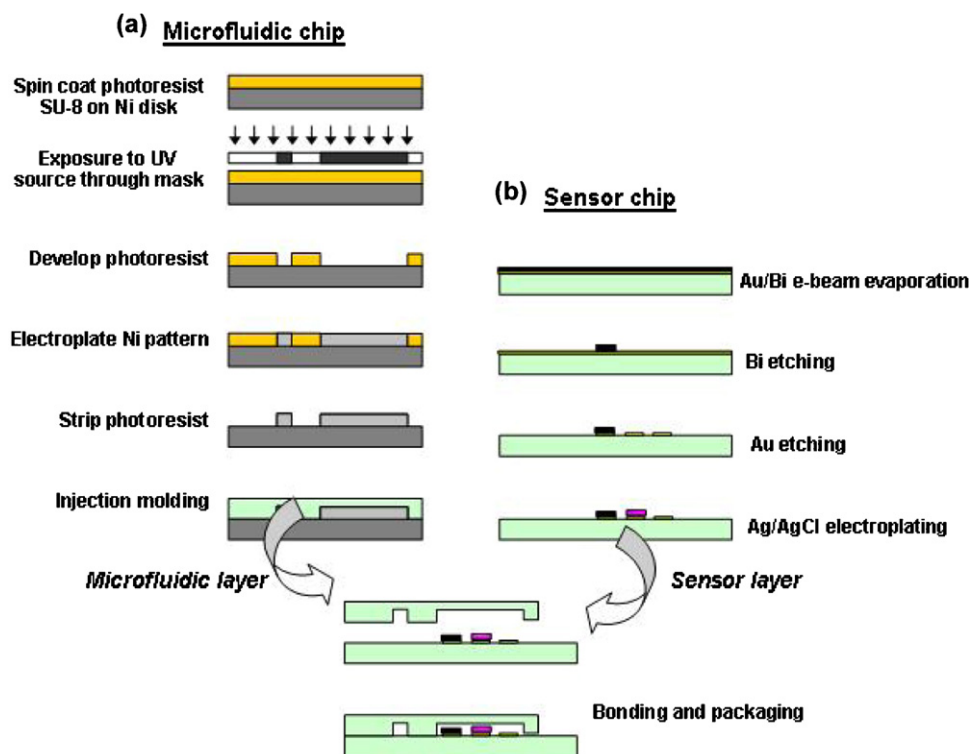 (a) Microfluidic chip
Spin coat photoresist
SU-8 on Ni disk
Exposure to UV
source through mask
Develop photoresist
Electroplate Ni pattern
Strip photoresist
Injection molding
Microfluidic layer
(b) Sensor chip
Au/Bi e-beam evaporation
Bi etching
Au etching
Ag/AgCl electroplating
Sensor layer
Bonding and packaging